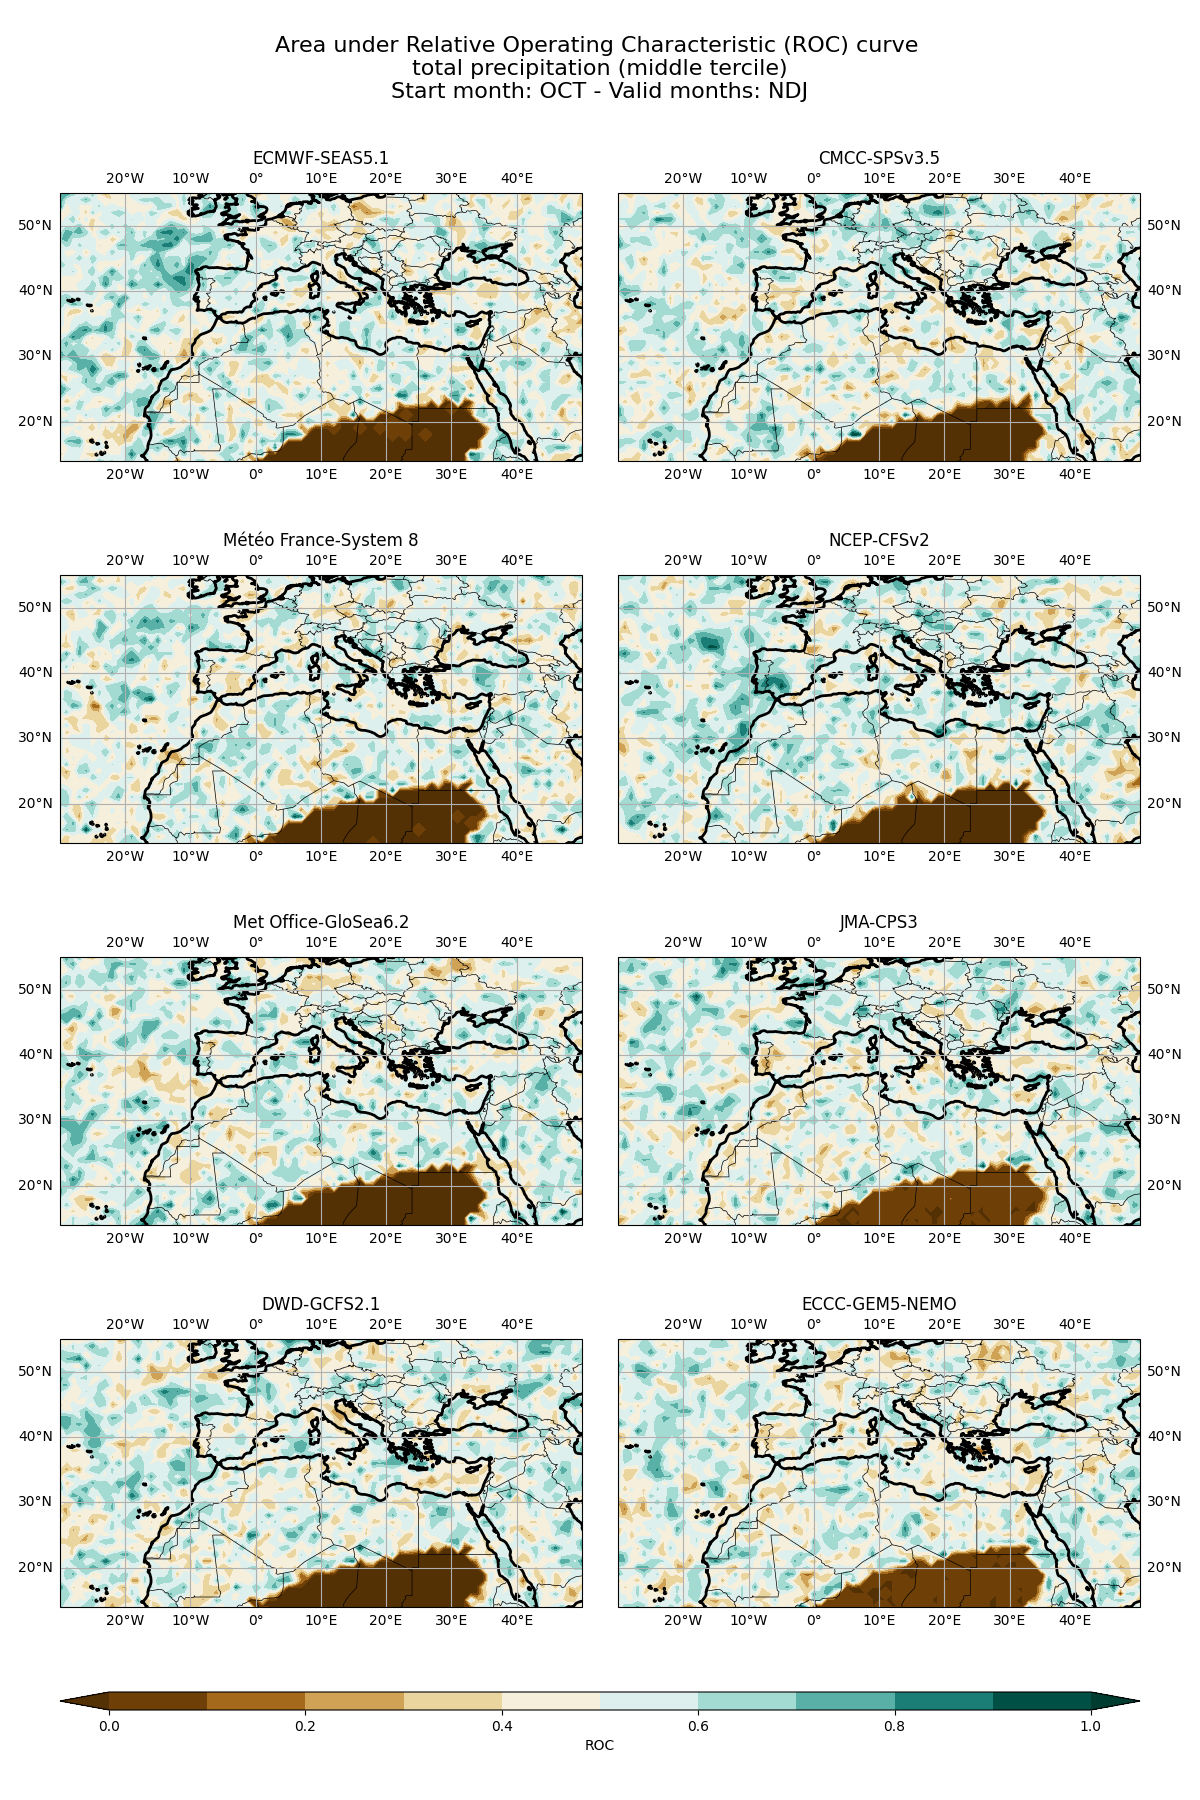 Area under Relative Operating Characteristic (ROC) curve
total precipitation (middle tercile)
Start month: OCT - Valid months: NDJ
ECMWF-SEAS5.1
20°W 10°W 0° 10°E 20°E 30°E 40°E
50°N
40°N
30°N
20°N
20°W 10°W 0° 10°E 20°E 30°E 40°E
CMCC-SPSv3.5
20°W 10°W 0° 10°E 20°E 30°E 40°E
50°N
40°N
30°N
20°N
20°W 10°W 0° 10°E 20°E 30°E 40°E
Météo France-System 8
20°W 10°W 0° 10°E 20°E 30°E 40°E
50°N
40°N
30°N
20°N
20°W 10°W 0° 10°E 20°E 30°E 40°E
NCEP-CFSv2
20°W 10°W 0° 10°E 20°E 30°E 40°E
50°N
40°N
30°N
20°N
20°W 10°W 0° 10°E 20°E 30°E 40°E
Met Office-GloSea6.2
20°W 10°W 0° 10°E 20°E 30°E 40°E
50°N
40°N
30°N
20°N
20°W 10°W 0° 10°E 20°E 30°E 40°E
JMA-CPS3
20°W 10°W 0° 10°E 20°E 30°E 40°E
50°N
40°N
30°N
20°N
20°W 10°W 0° 10°E 20°E 30°E 40°E
DWD-GCFS2.1
20°W 10°W 0° 10°E 20°E 30°E 40°E
50°N
40°N
30°N
20°N
20°W 10°W 0° 10°E 20°E 30°E 40°E
ECCC-GEM5-NEMO
20°W 10°W 0° 10°E 20°E 30°E 40°E
50°N
40°N
30°N
20°N
20°W 10°W 0° 10°E 20°E 30°E 40°E
0.0 0.2 0.4 0.6 0.8 1.0
ROC